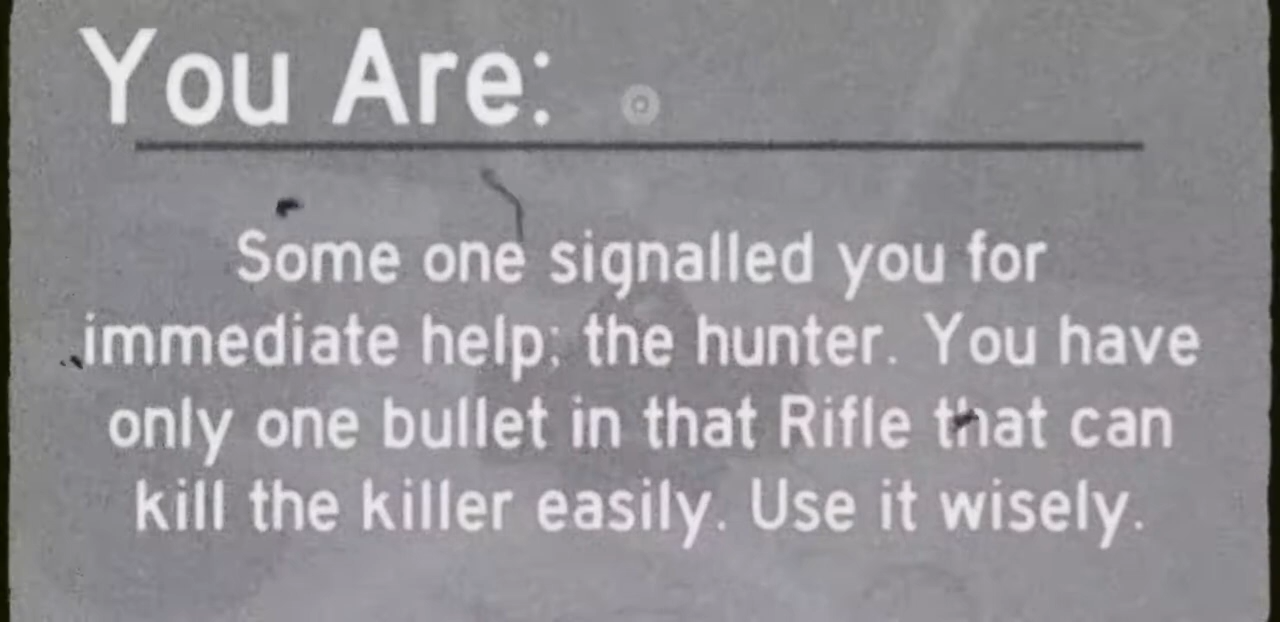 You Are:
Some one signalled you for
immediate help; the hunter. You have
only one bullet in that Rifle that can
kill the killer easily. Use it wisely.